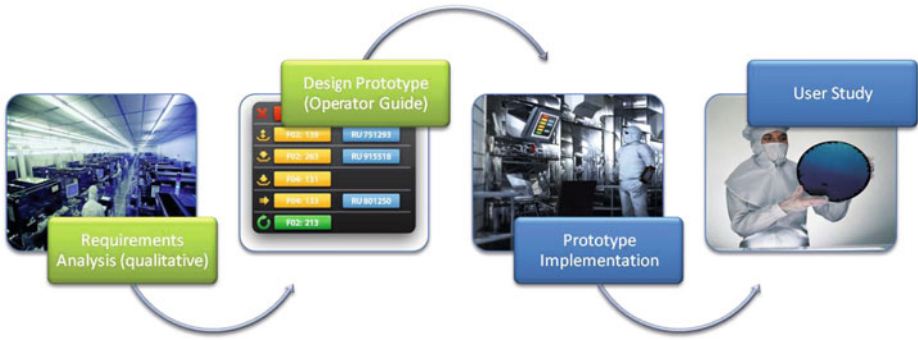 Requirements
Analysis (qualitative)
Design Prototype
(Operator Guide)
F02: 139 RU 751293
F02: 365 RU 915518
F04: 131
F04: 133 RU 801250
F02: 213
Prototype
Implementation
User Study